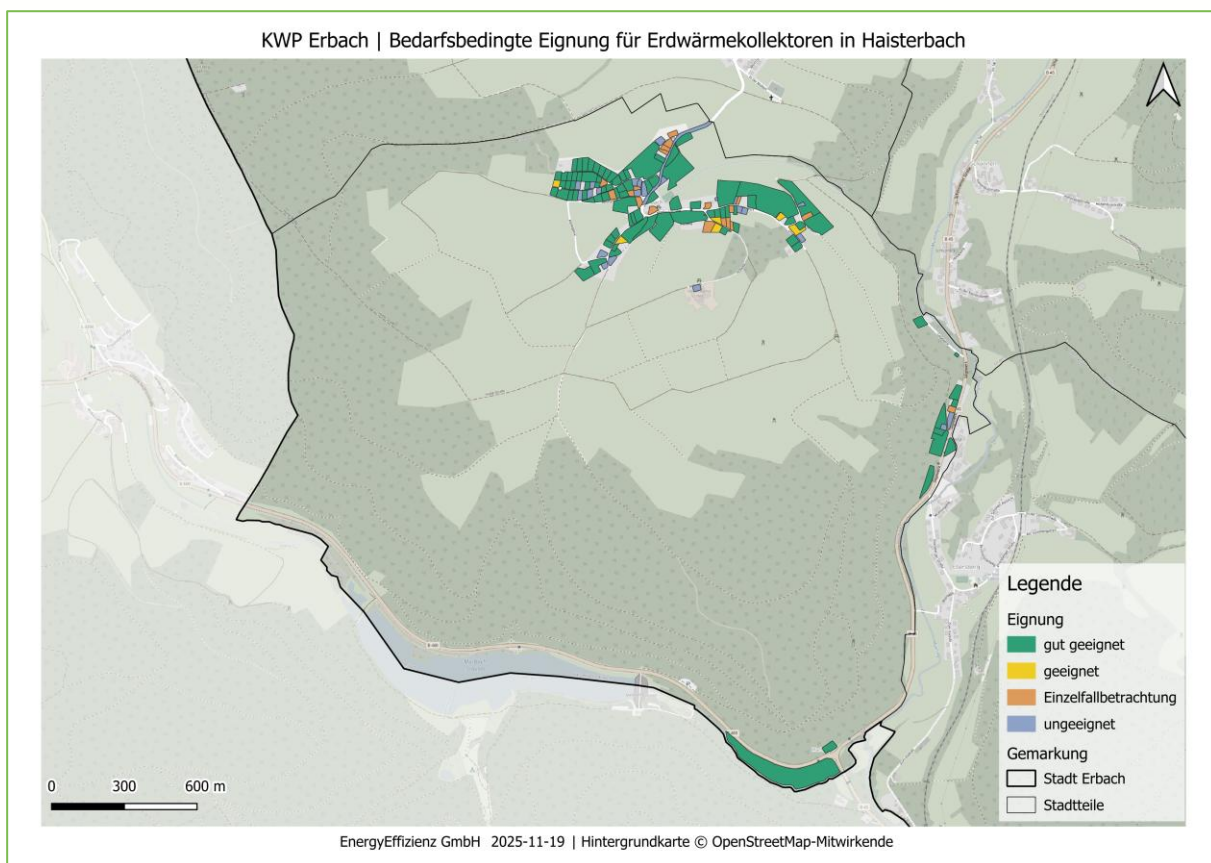 KWP Erbach | Bedarfsbedingte Eignung für Erdwärmekollektoren in Haisterbach
Legende
Eignung
gut geeignet
geeignet
Einzelfallbetrachtung
ungeeignet
Gemarkung
Stadt Erbach
Stadtteile
0 300 600 m
EnergyEffizienz GmbH 2025-11-19 | Hintergrundkarte © OpenStreetMap-Mitwirkende